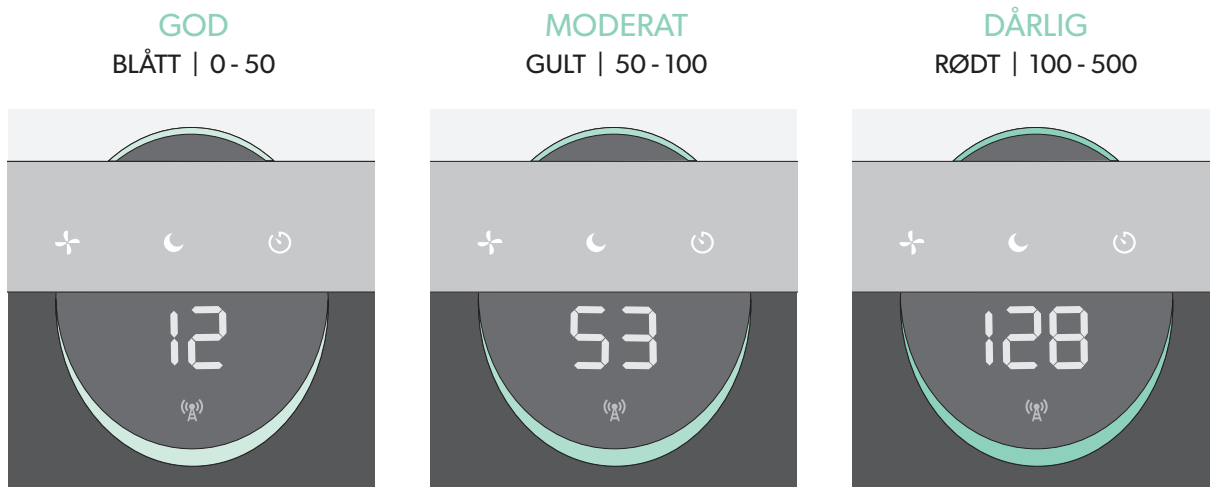 GOD
BLÅTT | 0 - 50
MODERAT
GULT | 50 - 100
DÅRLIG
RØDT | 100 - 500
12
53
128